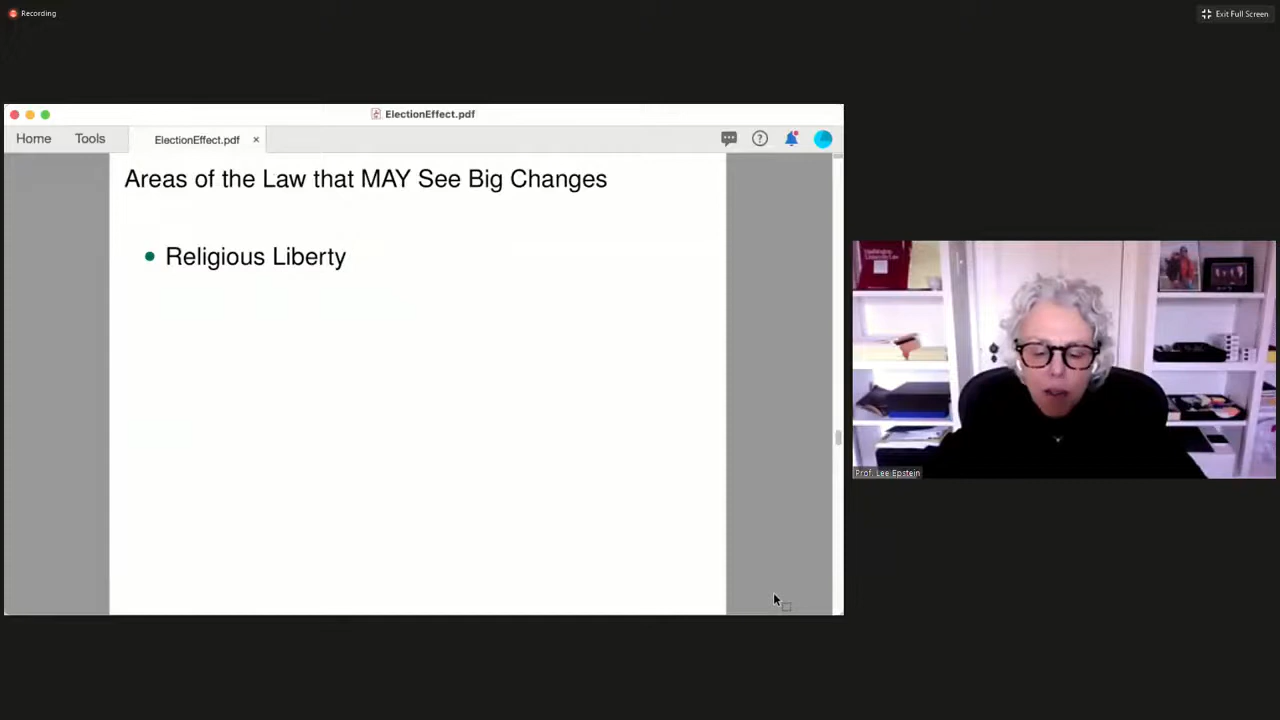 Recording
Exit Full Screen
ElectionEffect.pdf
Home
Tools
ElectionEffect.pdf
Areas of the Law that MAY See Big Changes
Religious Liberty
Prof. Lee Epstein